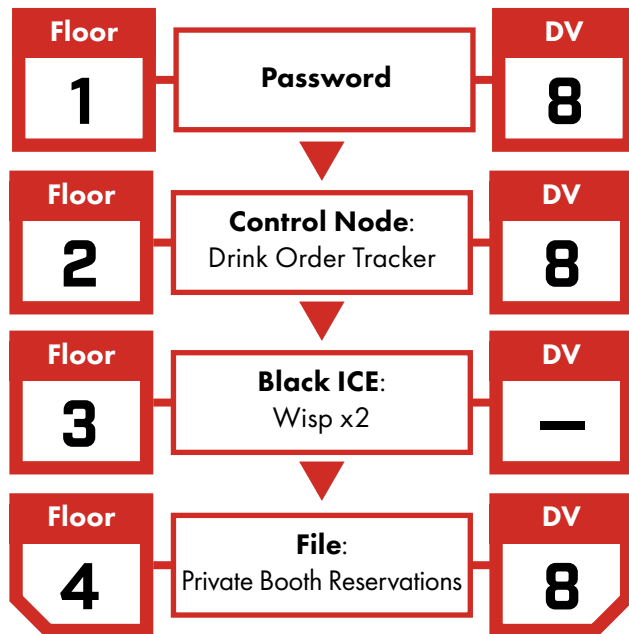 Floor
1
Password
DV
8
Floor
2
Control Node:
Drink Order Tracker
DV
8
Floor
3
Black ICE:
Wisp x2
DV
—
Floor
4
File:
Private Booth Reservations
DV
8